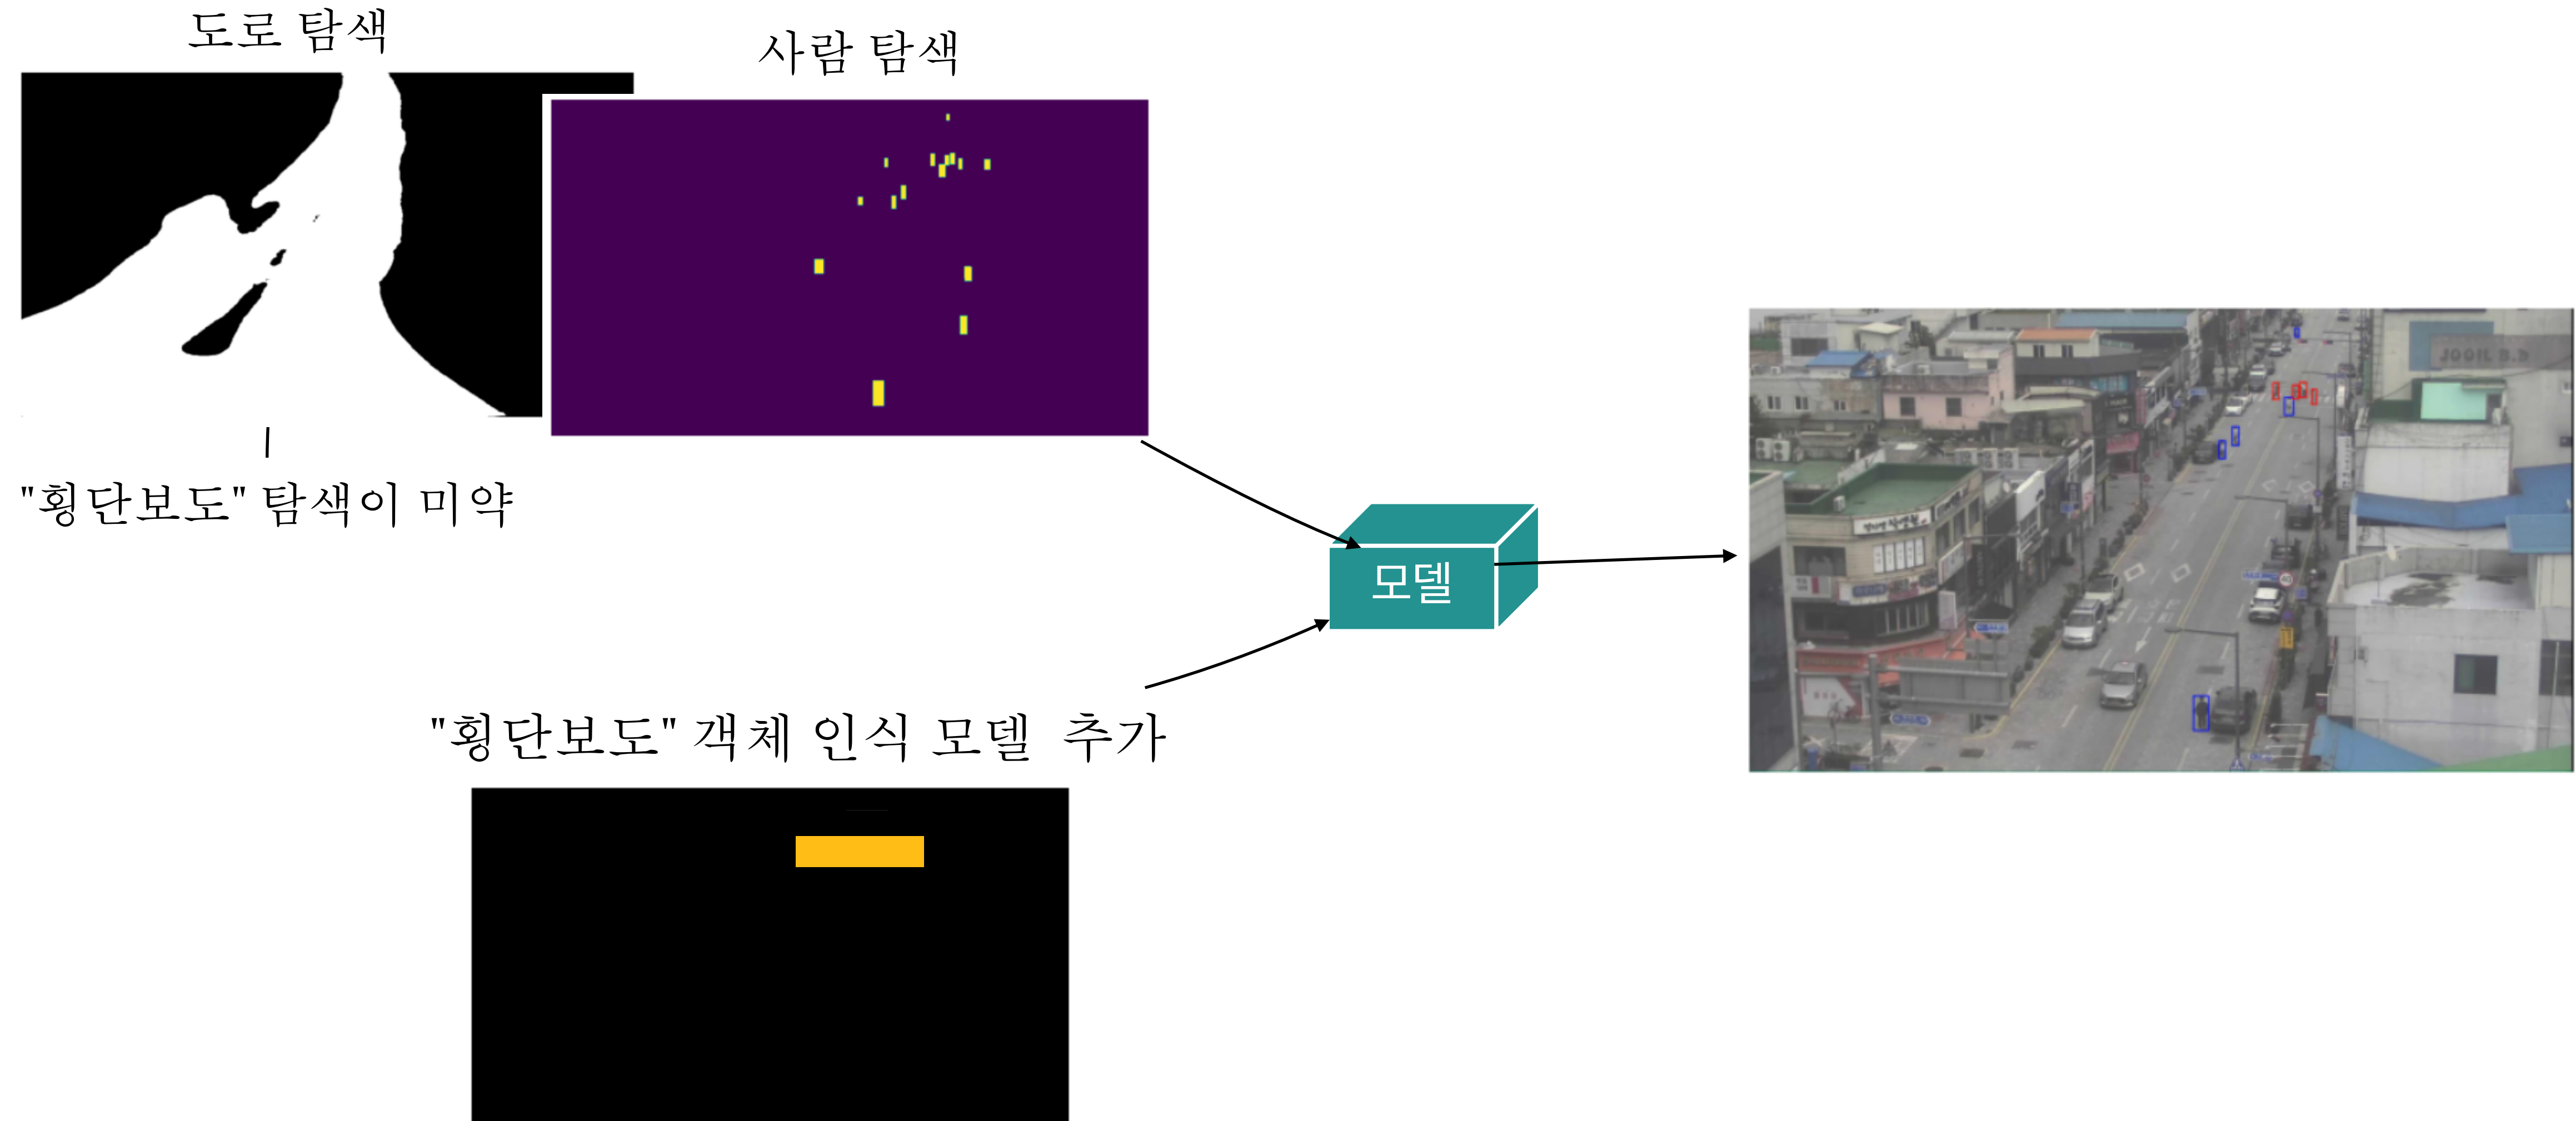 도로 탐색
사람 탐색
"횡단보도" 탐색이 미약
모델
"횡단보도" 객체 인식 모델 추가
JOOIL B.D